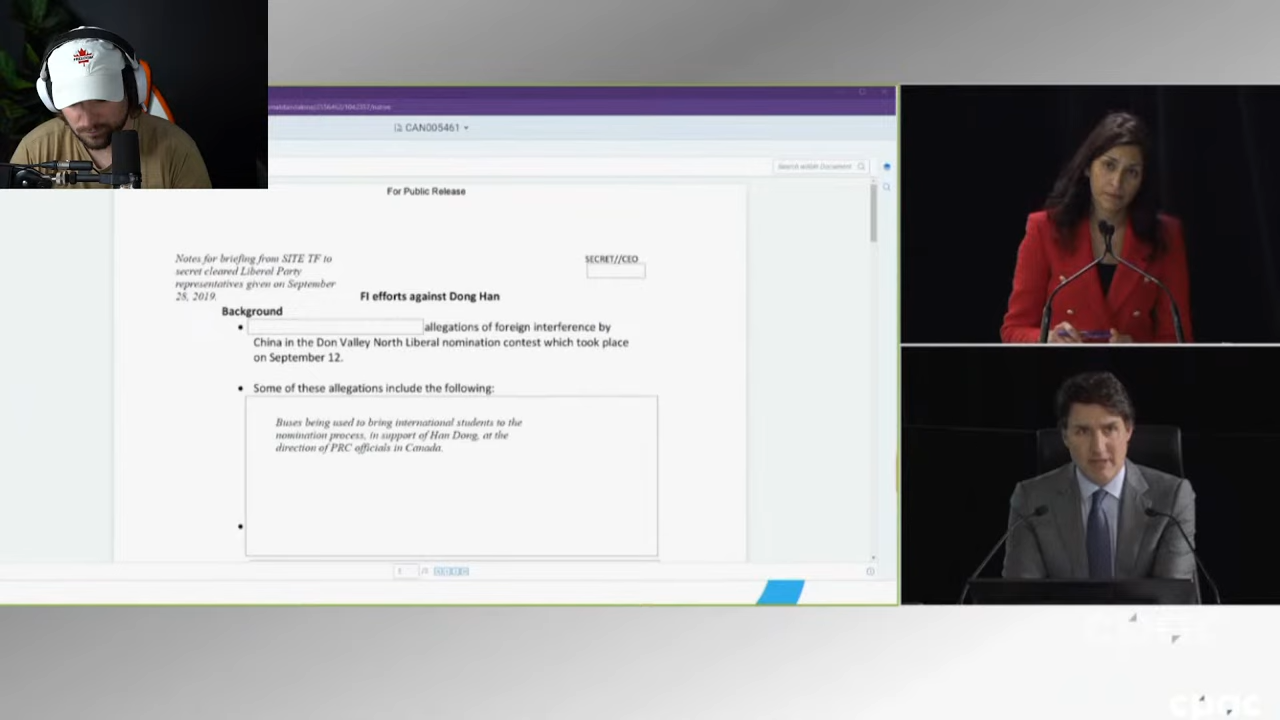 CAN005461
Search within Document
For Public Release
Notes for briefing from SITE TF to
secret cleared Liberal Party
representatives given on September
28, 2019.
SECRET//CEO
FI efforts against Dong Han
Background
allegations of foreign interference by
China in the Don Valley North Liberal nomination contest which took place
on September 12.
Some of these allegations include the following:
Buses being used to bring international students to the
nomination process, in support of Han Dong, at the
direction of PRC officials in Canada.
cpac